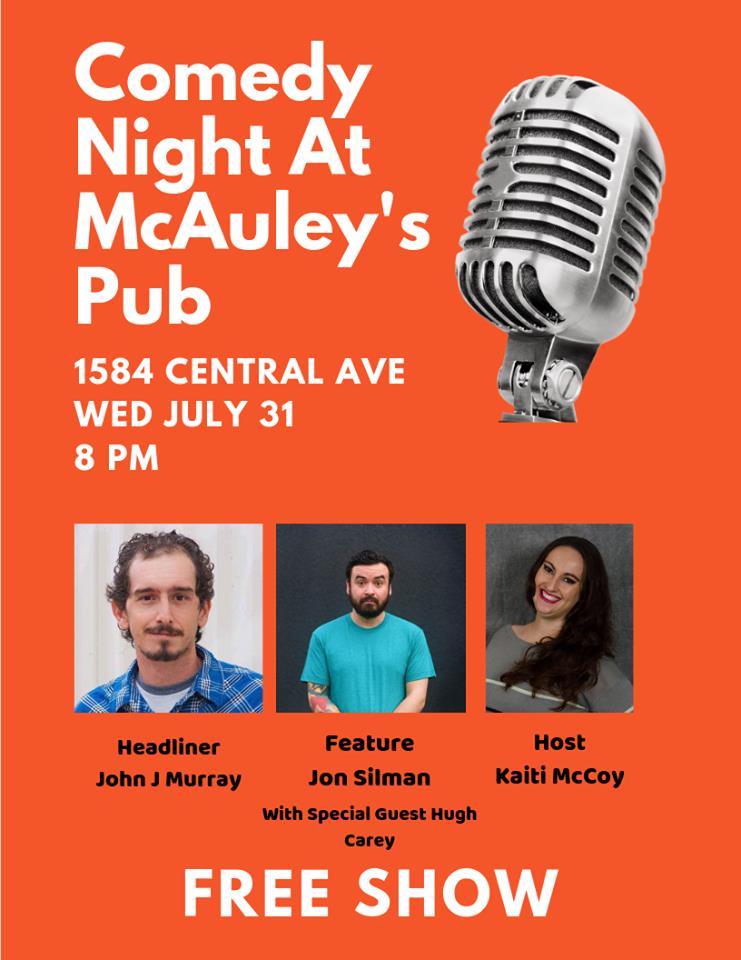 Comedy
Night At
McAuley's
Pub
1584 CENTRAL AVE
WED JULY 31
8 PM
Headliner
John J Murray
Feature
Jon Silman
Host
Kaiti McCoy
With Special Guest Hugh
Carey
FREE SHOW